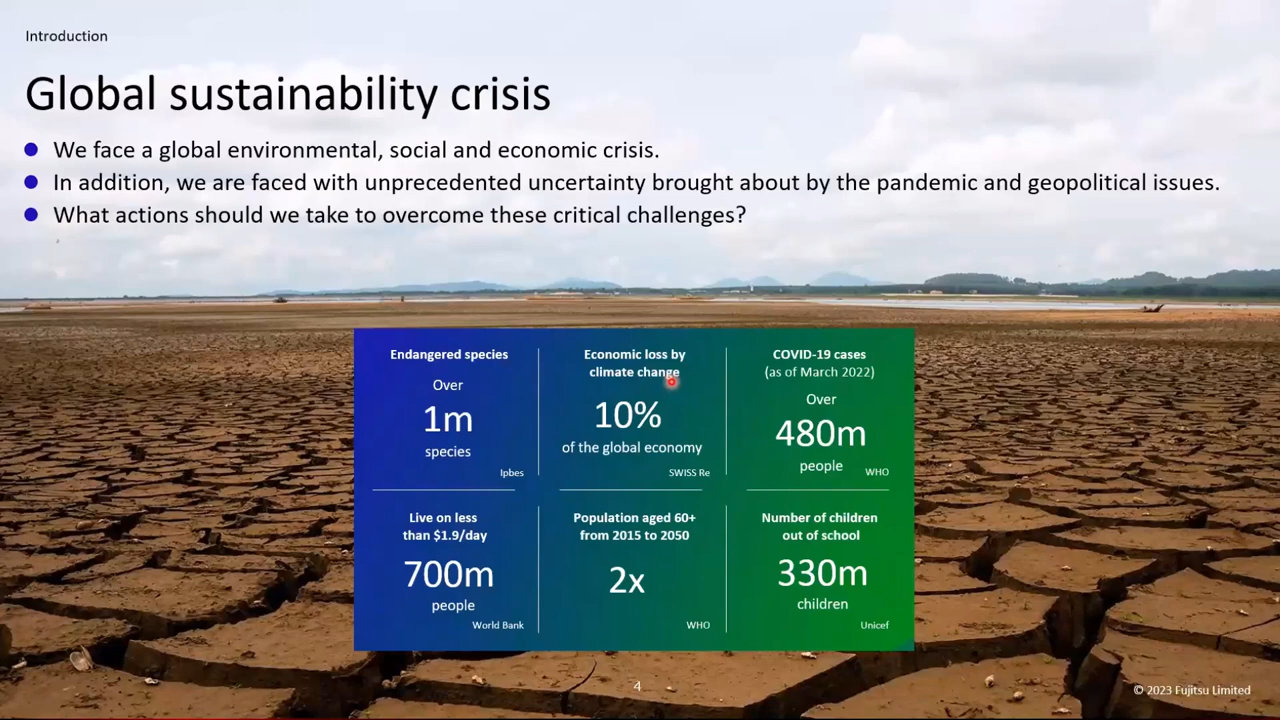 Introduction
Global sustainability crisis
We face a global environmental, social and economic crisis.
In addition, we are faced with unprecedented uncertainty brought about by the pandemic and geopolitical issues.
What actions should we take to overcome these critical challenges?
Endangered species
Over
1m
species
Ipbes
Economic loss by
climate change
10%
of the global economy
SWISS Re
COVID-19 cases
(as of March 2022)
Over
480m
people
WHO
Live on less
than $1.9/day
700m
people
World Bank
Population aged 60+
from 2015 to 2050
2x
WHO
Number of children
out of school
330m
children
Unicef
4
© 2023 Fujitsu Limited